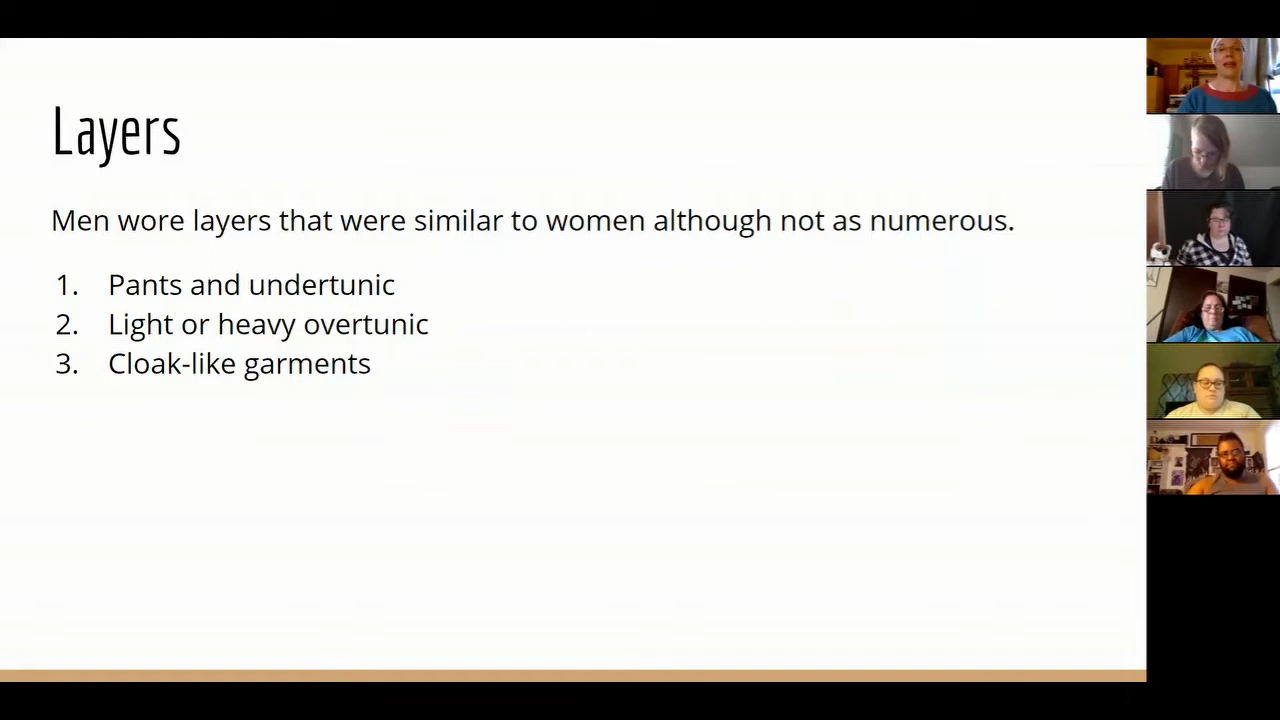 Layers
Men wore layers that were similar to women although not as numerous.
1. Pants and undertunic
2. Light or heavy overtunic
3. Cloak-like garments